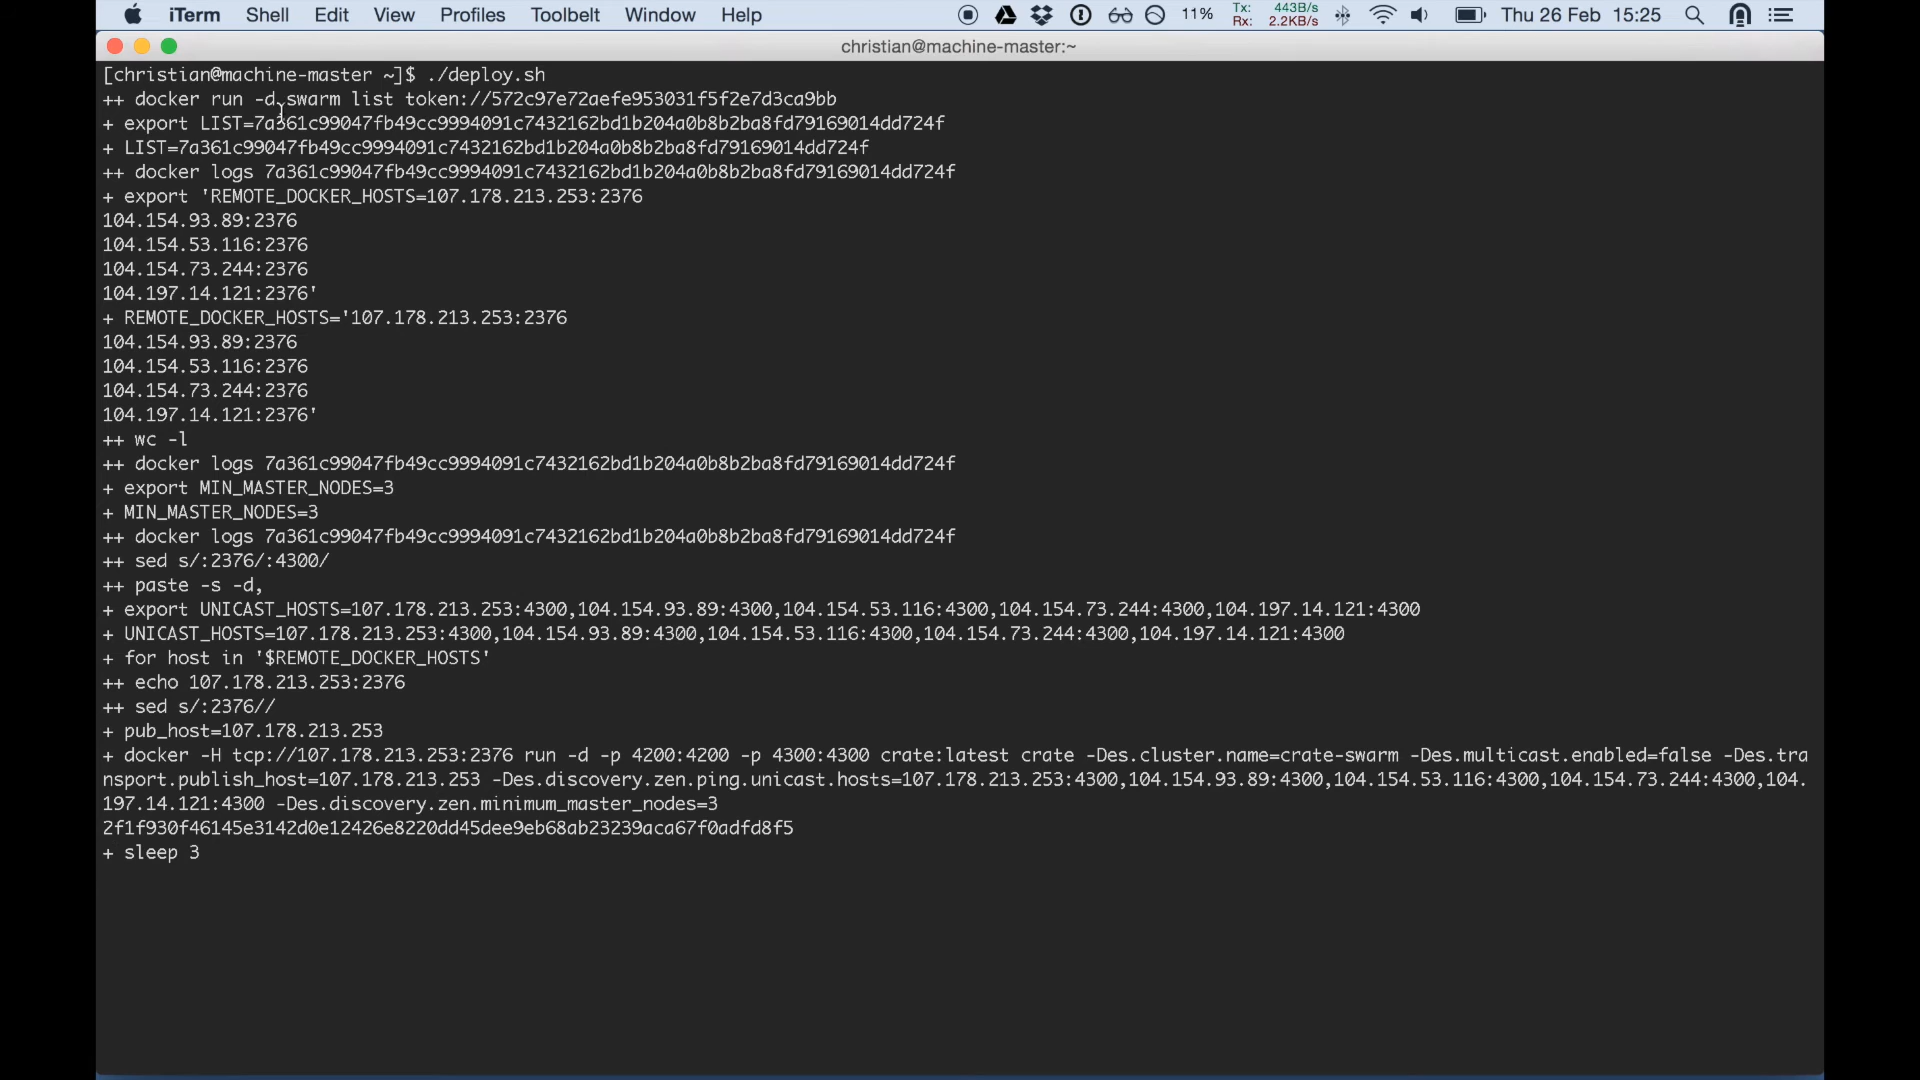 iTerm Shell Edit View Profiles Toolbelt Window Help 11% Tx: 443B/s Rx: 2.2KB/s Thu 26 Feb 15:25
christian@machine-master:~
[christian@machine-master ~]$ ./deploy.sh
++ docker run -d swarm list token://572c97e72aefe953031f5f2e7d3ca9bb
+ export LIST=7a361c99047fb49cc9994091c7432162bd1b204a0b8b2ba8fd79169014dd724f
+ LIST=7a361c99047fb49cc9994091c7432162bd1b204a0b8b2ba8fd79169014dd724f
++ docker logs 7a361c99047fb49cc9994091c7432162bd1b204a0b8b2ba8fd79169014dd724f
+ export 'REMOTE_DOCKER_HOSTS=107.178.213.253:2376
104.154.93.89:2376
104.154.53.116:2376
104.154.73.244:2376
104.197.14.121:2376'
+ REMOTE_DOCKER_HOSTS='107.178.213.253:2376
104.154.93.89:2376
104.154.53.116:2376
104.154.73.244:2376
104.197.14.121:2376'
++ wc -l
++ docker logs 7a361c99047fb49cc9994091c7432162bd1b204a0b8b2ba8fd79169014dd724f
+ export MIN_MASTER_NODES=3
+ MIN_MASTER_NODES=3
++ docker logs 7a361c99047fb49cc9994091c7432162bd1b204a0b8b2ba8fd79169014dd724f
++ sed s/:2376/:4300/
++ paste -s -d,
+ export UNICAST_HOSTS=107.178.213.253:4300,104.154.93.89:4300,104.154.53.116:4300,104.154.73.244:4300,104.197.14.121:4300
+ UNICAST_HOSTS=107.178.213.253:4300,104.154.93.89:4300,104.154.53.116:4300,104.154.73.244:4300,104.197.14.121:4300
+ for host in '$REMOTE_DOCKER_HOSTS'
++ echo 107.178.213.253:2376
++ sed s/:2376//
+ pub_host=107.178.213.253
+ docker -H tcp://107.178.213.253:2376 run -d -p 4200:4200 -p 4300:4300 crate:latest crate -Des.cluster.name=crate-swarm -Des.multicast.enabled=false -Des.tra
nsport.publish_host=107.178.213.253 -Des.discovery.zen.ping.unicast.hosts=107.178.213.253:4300,104.154.93.89:4300,104.154.53.116:4300,104.154.73.244:4300,104.
197.14.121:4300 -Des.discovery.zen.minimum_master_nodes=3
2f1f930f46145e3142d0e12426e8220dd45dee9eb68ab23239aca67f0adfd8f5
+ sleep 3